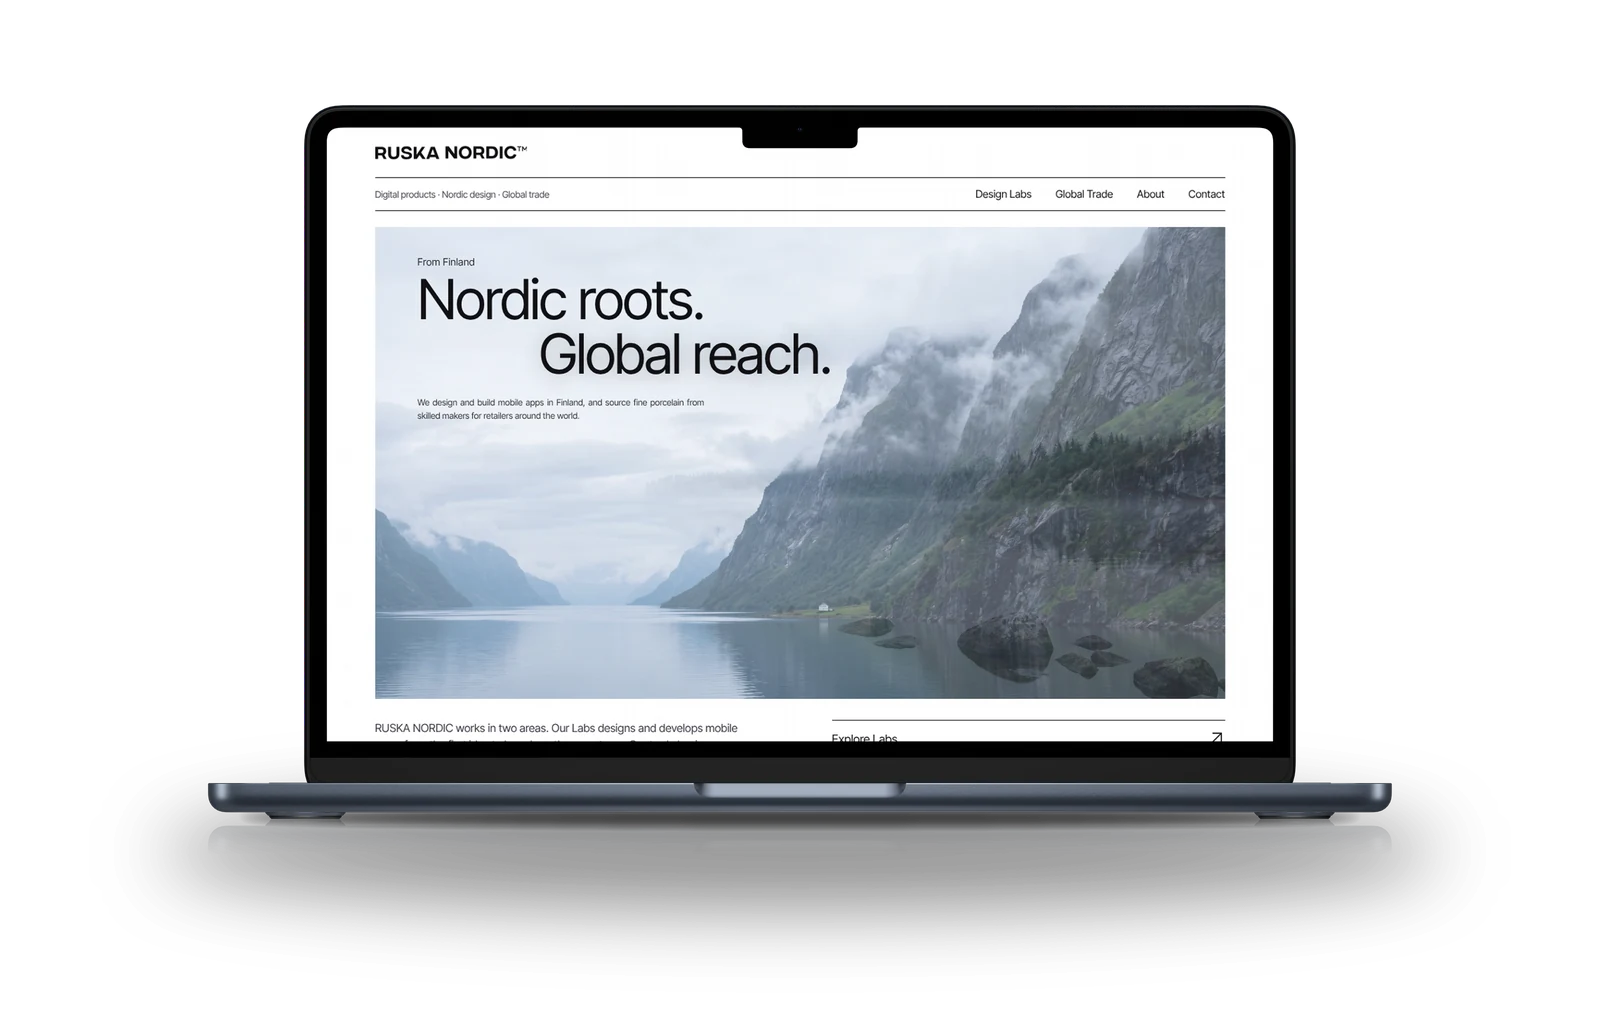 RUSKA NORDIC™
Digital products · Nordic design · Global trade
Design Labs
Global Trade
About
Contact
From Finland
Nordic roots.
Global reach.
We design and build mobile apps in Finland, and source fine porcelain from
skilled makers for retailers around the world.
RUSKA NORDIC works in two areas. Our Labs designs and develops mobile
Explore Labs